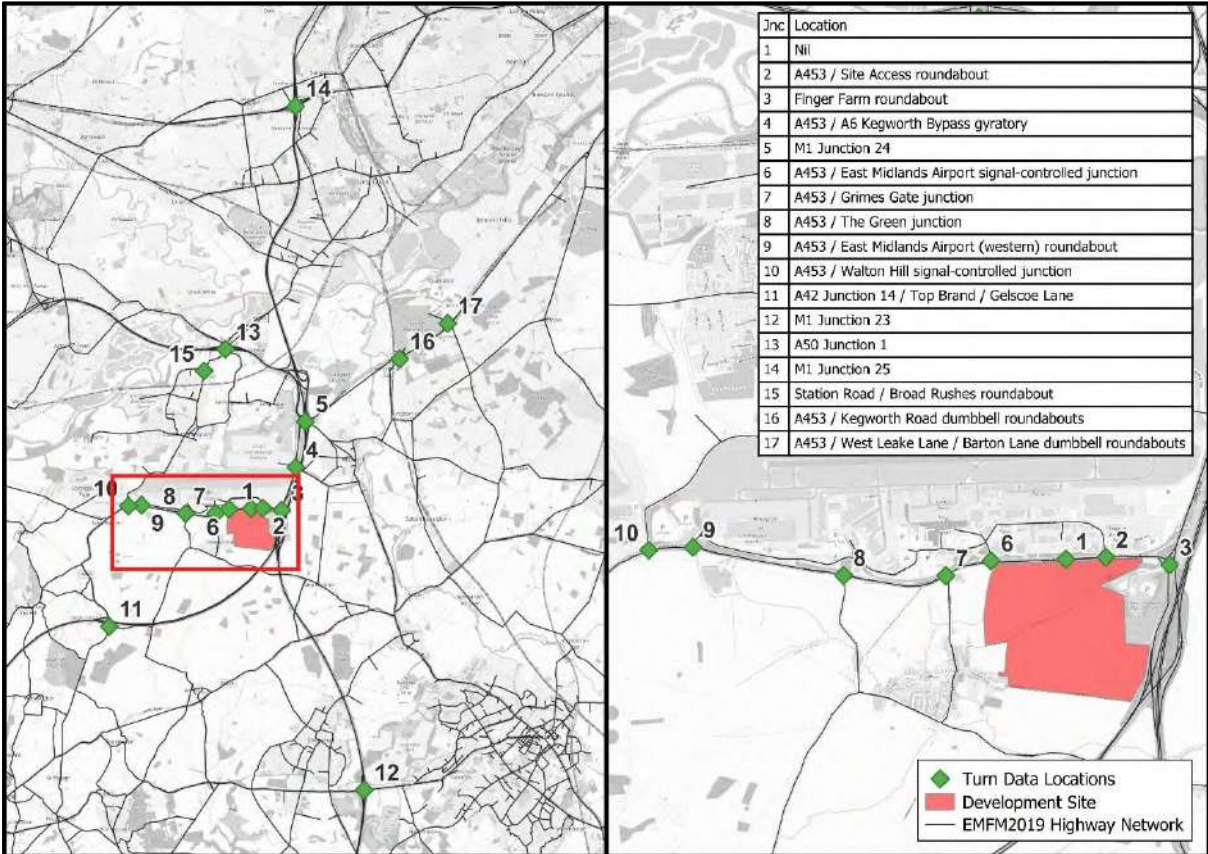 14
13
15
17
16
5
4
10
9
8
7
6
1
2
3
11
12
Jnc Location
1 Nil
2 A453 / Site Access roundabout
3 Finger Farm roundabout
4 A453 / A6 Kegworth Bypass gyratory
5 M1 Junction 24
6 A453 / East Midlands Airport signal-controlled junction
7 A453 / Grimes Gate junction
8 A453 / The Green junction
9 A453 / East Midlands Airport (western) roundabout
10 A453 / Walton Hill signal-controlled junction
11 A42 Junction 14 / Top Brand / Gelscoe Lane
12 M1 Junction 23
13 A50 Junction 1
14 M1 Junction 25
15 Station Road / Broad Rushes roundabout
16 A453 / Kegworth Road dumbbell roundabouts
17 A453 / West Leake Lane / Barton Lane dumbbell roundabouts
10
9
8
7
6
1
2
3
Turn Data Locations
Development Site
EMFM2019 Highway Network